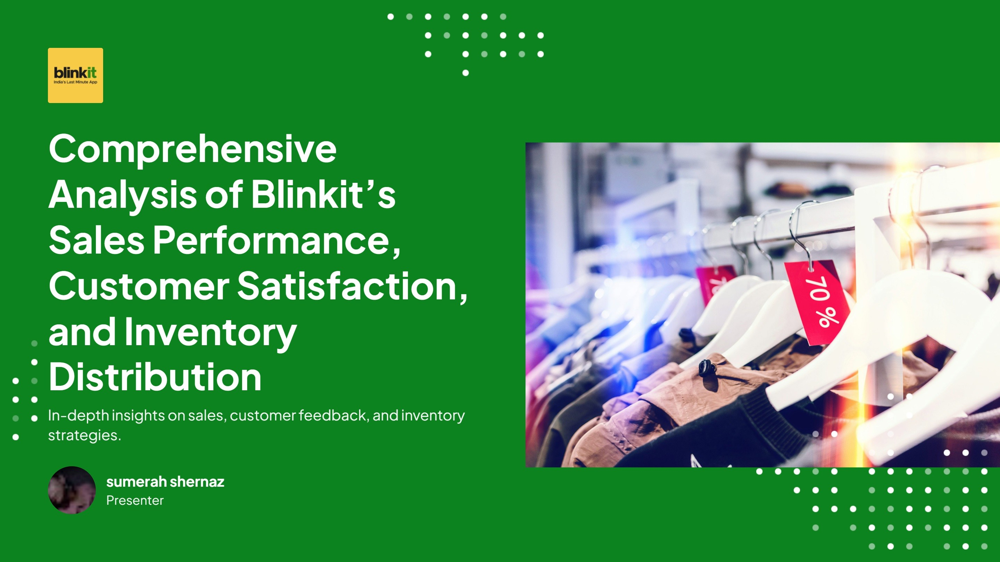 blinkit
India's Last Minute App
Comprehensive
Analysis of Blinkit’s
Sales Performance,
Customer Satisfaction,
and Inventory
Distribution
In-depth insights on sales, customer feedback, and inventory
strategies.
sumerah shernaz
Presenter
%
70 %